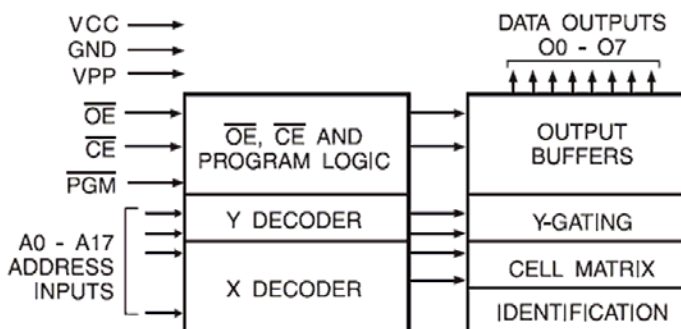 VCC
GND
VPP
OE
CE
PGM
A0 - A17
ADDRESS
INPUTS
OE, CE AND
PROGRAM LOGIC
Y DECODER
X DECODER
DATA OUTPUTS
O0 - O7
OUTPUT
BUFFERS
Y-GATING
CELL MATRIX
IDENTIFICATION